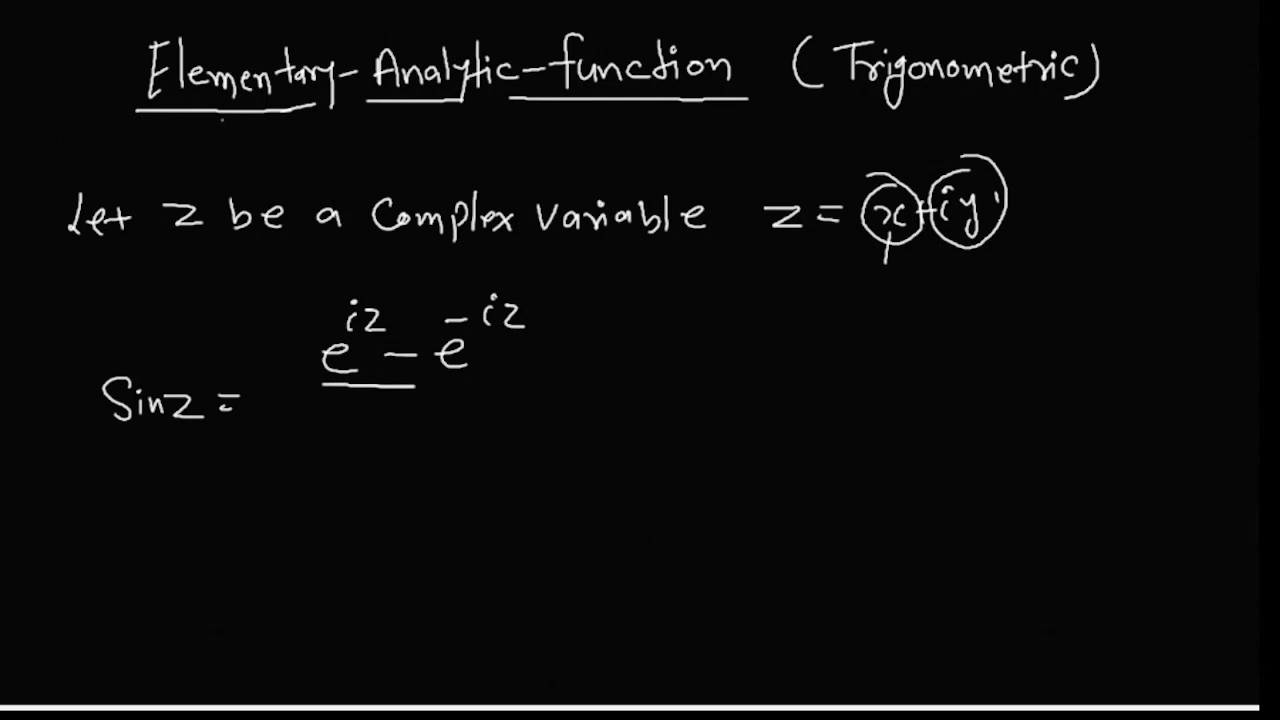 Elementary-Analytic-function (Trigonometric)
Let z be a Complex variable z = x+iy
e^{iz} - e^{-iz}
Sinz =